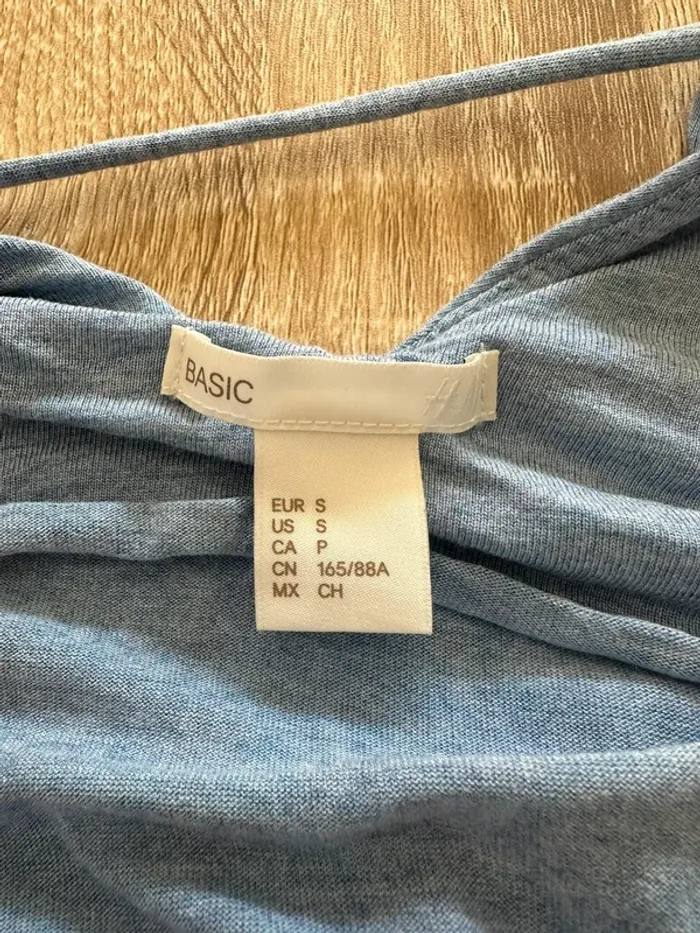 BASIC
EUR S
US S
CA P
CN 165/88A
MX CH